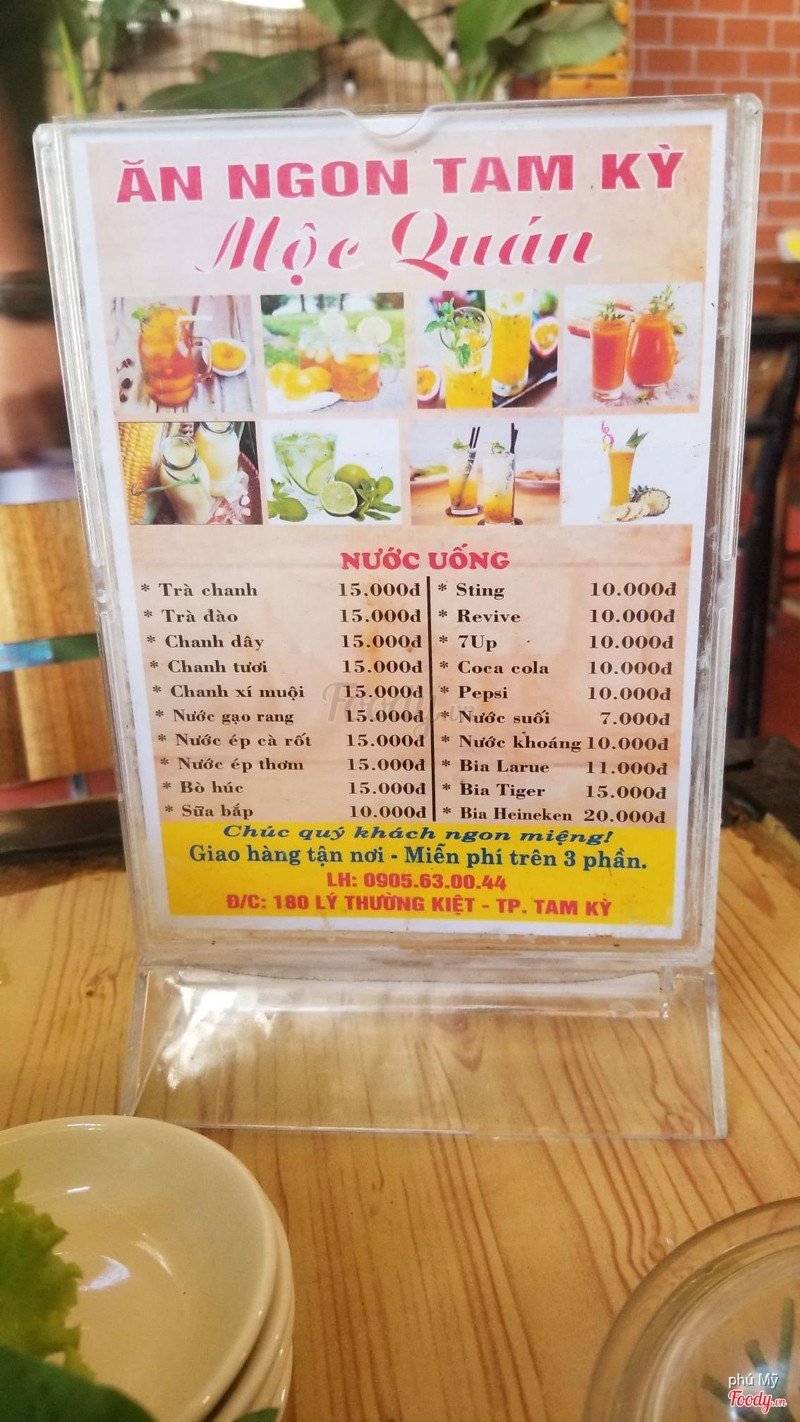 ĂN NGON TAM KỲ
Mộc Quán
NƯỚC UỐNG
* Trà chanh 15.000đ
* Trà đào 15.000đ
* Chanh dây 15.000đ
* Chanh tươi 15.000đ
* Chanh xí muội 15.000đ
* Nước gạo rang 15.000đ
* Nước ép cà rốt 15.000đ
* Nước ép thơm 15.000đ
* Bò húc 15.000đ
* Sữa bắp 10.000đ
* Sting 10.000đ
* Revive 10.000đ
* 7Up 10.000đ
* Coca cola 10.000đ
* Pepsi 10.000đ
* Nước suối 7.000đ
* Nước khoáng 10.000đ
* Bia Larue 11.000đ
* Bia Tiger 15.000đ
* Bia Heineken 20.000đ
Foody.vn
Chúc quý khách ngon miệng!
Giao hàng tận nơi - Miễn phí trên 3 phần.
LH: 0905.63.00.44
Đ/C: 180 LÝ THƯỜNG KIỆT - TP. TAM KỲ
phú Mỹ
Foody.vn